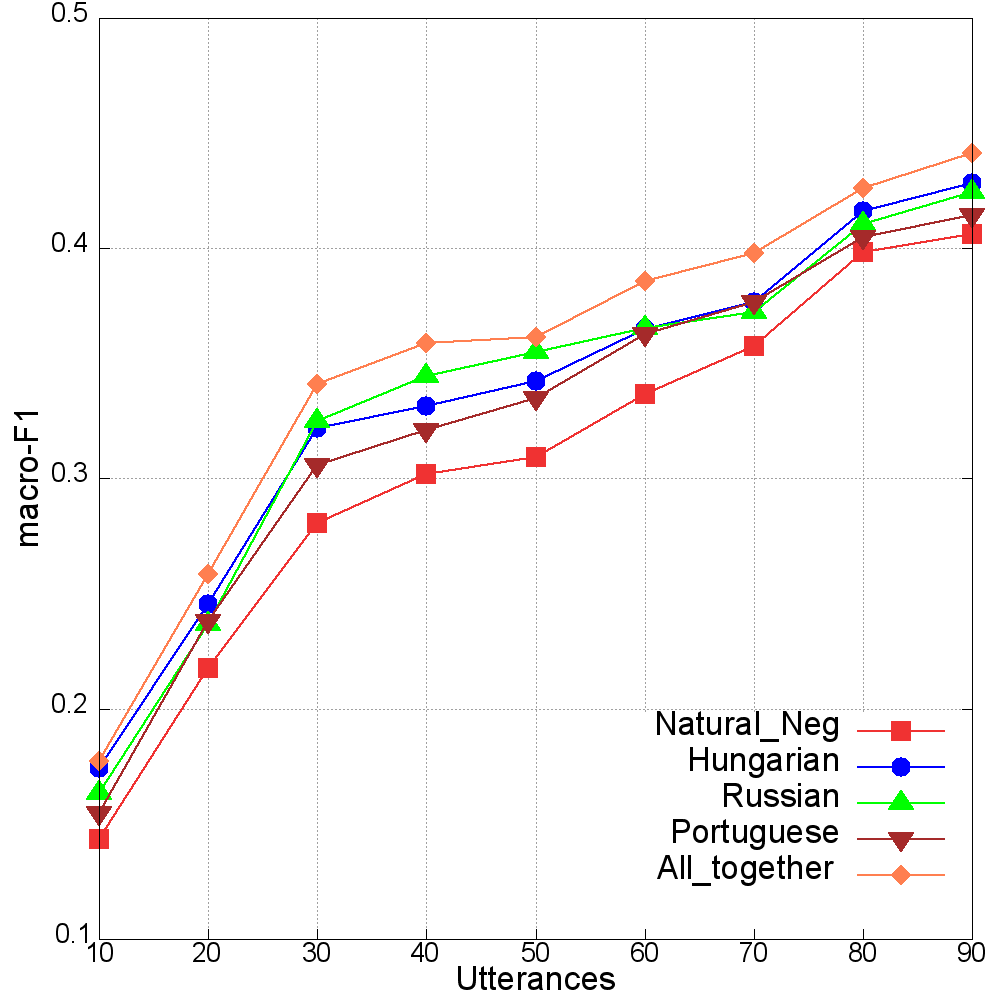 0.5
0.4
0.3
0.2
0.1
macro-F1
Natural_Neg
Hungarian
Russian
Portuguese
All_together
10 20 30 40 50 60 70 80 90
Utterances